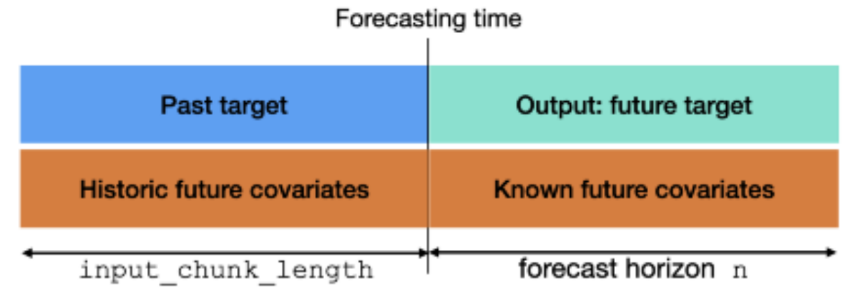 Forecasting time
Past target
Output: future target
Historic future covariates
Known future covariates
input_chunk_length
forecast horizon n